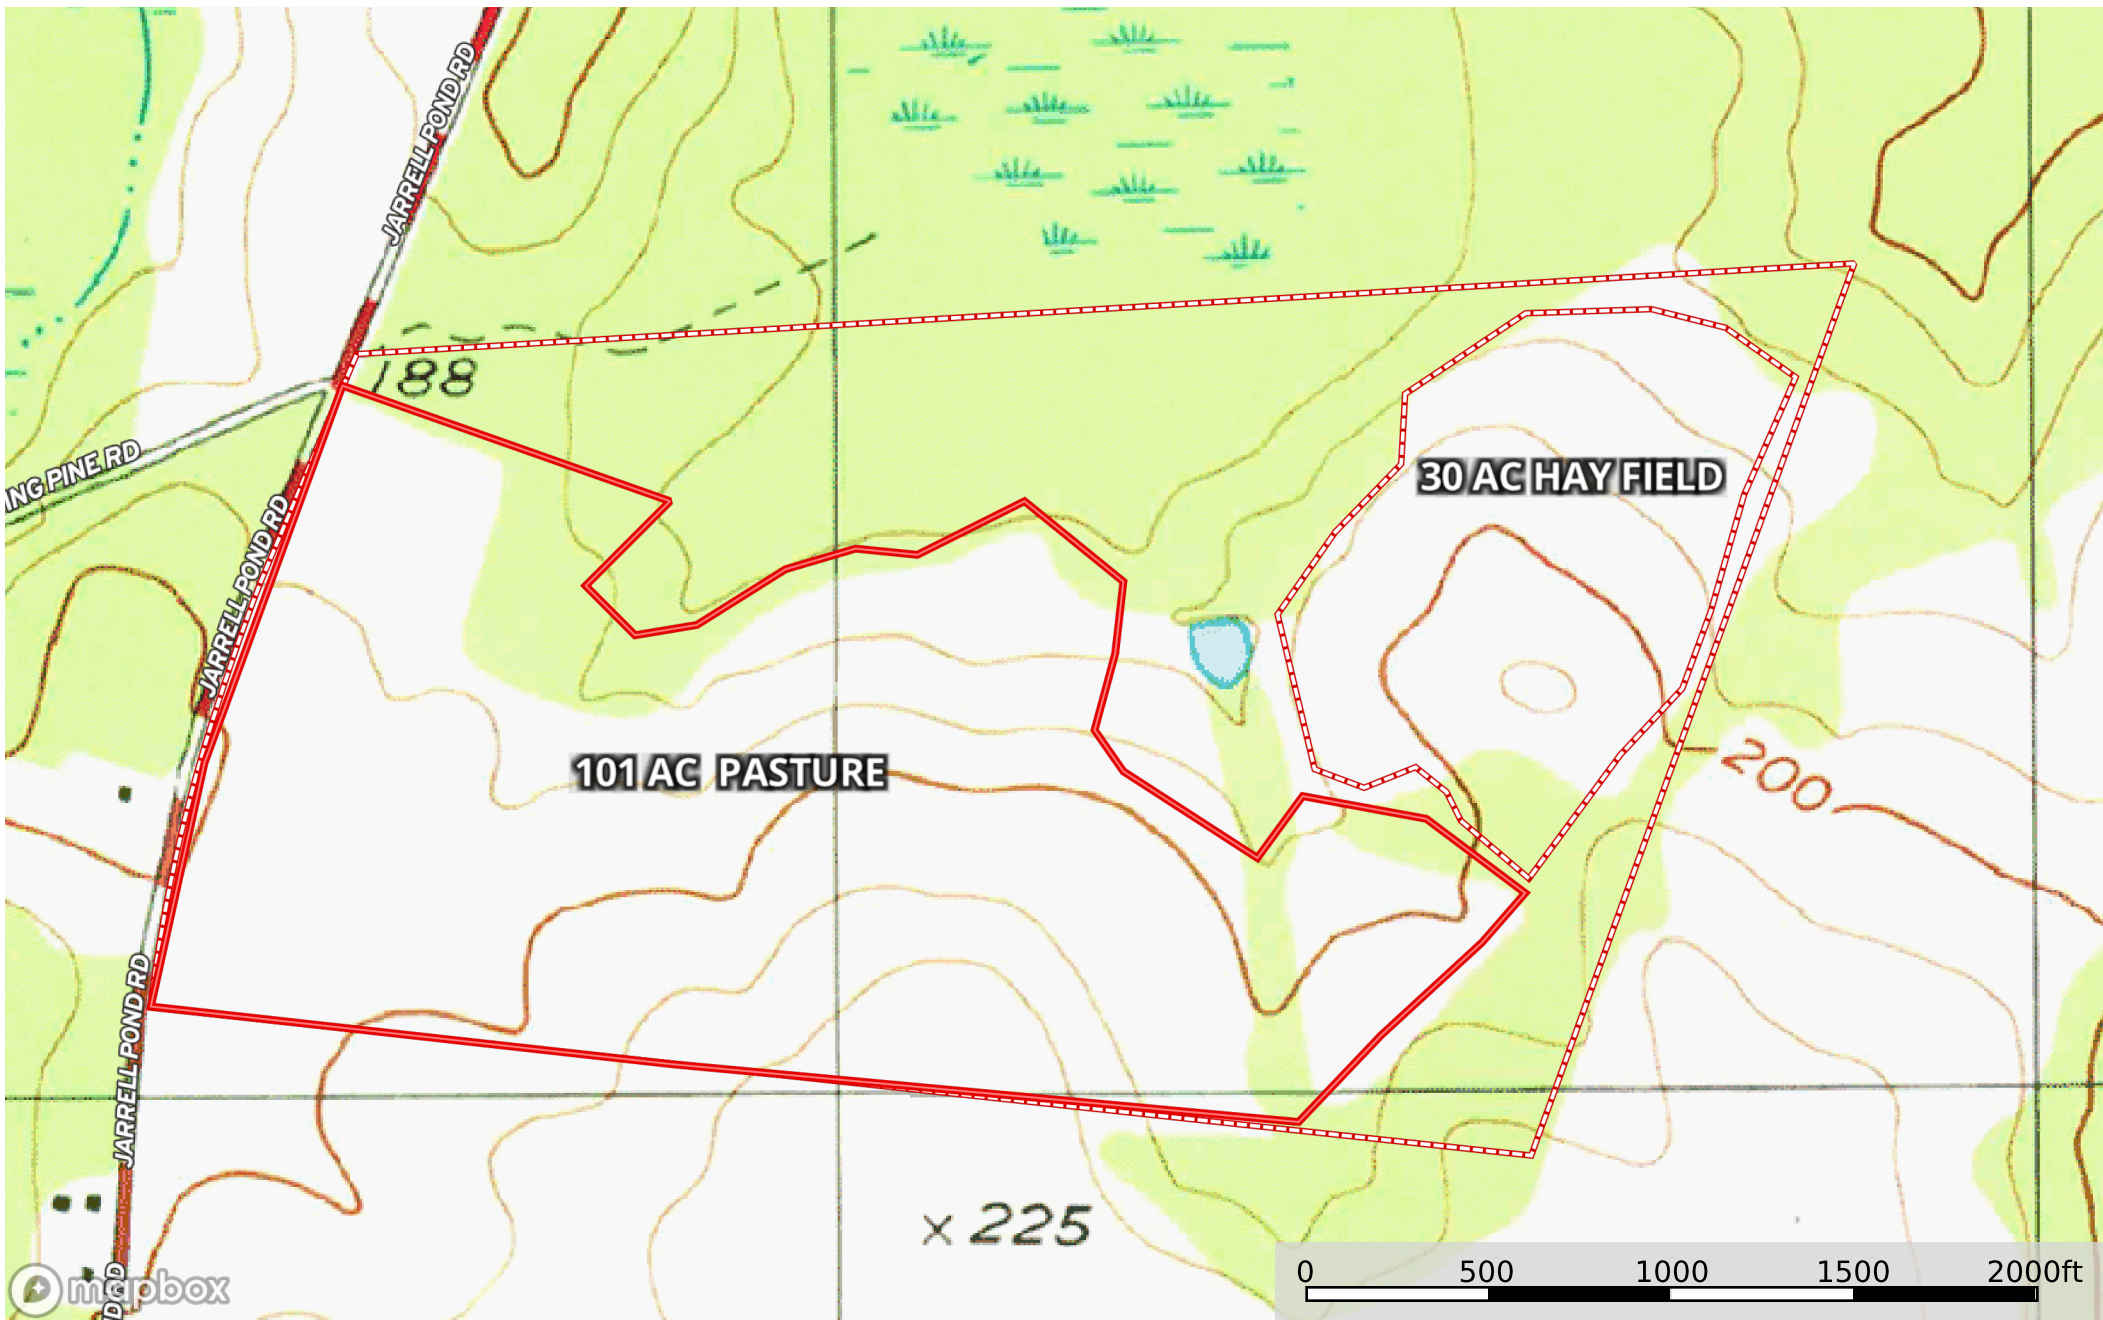 JARRELL POND RD
188
ING PINE RD
30 AC HAY FIELD
JARRELL POND RD
101 AC PASTURE
200
JARRELL POND RD
x 225
0 500 1000 1500 2000ft
mapbox
D RD